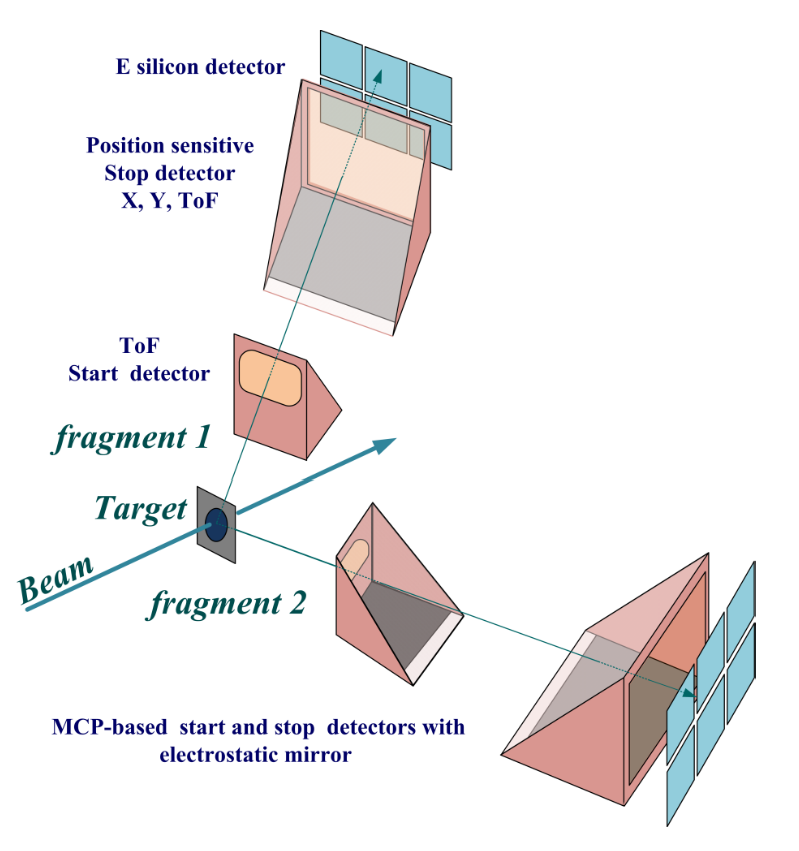 E silicon detector
Position sensitive
Stop detector
X, Y, ToF
ToF
Start detector
fragment 1
Target
Beam
fragment 2
MCP-based start and stop detectors with
electrostatic mirror